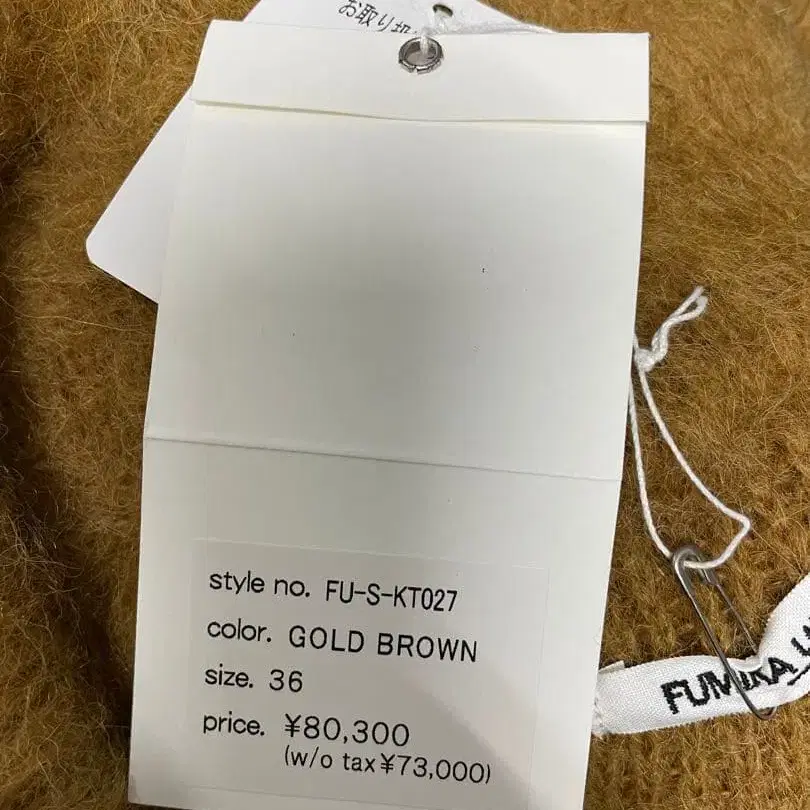 お取り扱
style no. FU-S-KT027
color. GOLD BROWN
size. 36
price. ¥80,300
(w/o tax¥73,000)
FUMIKA_U